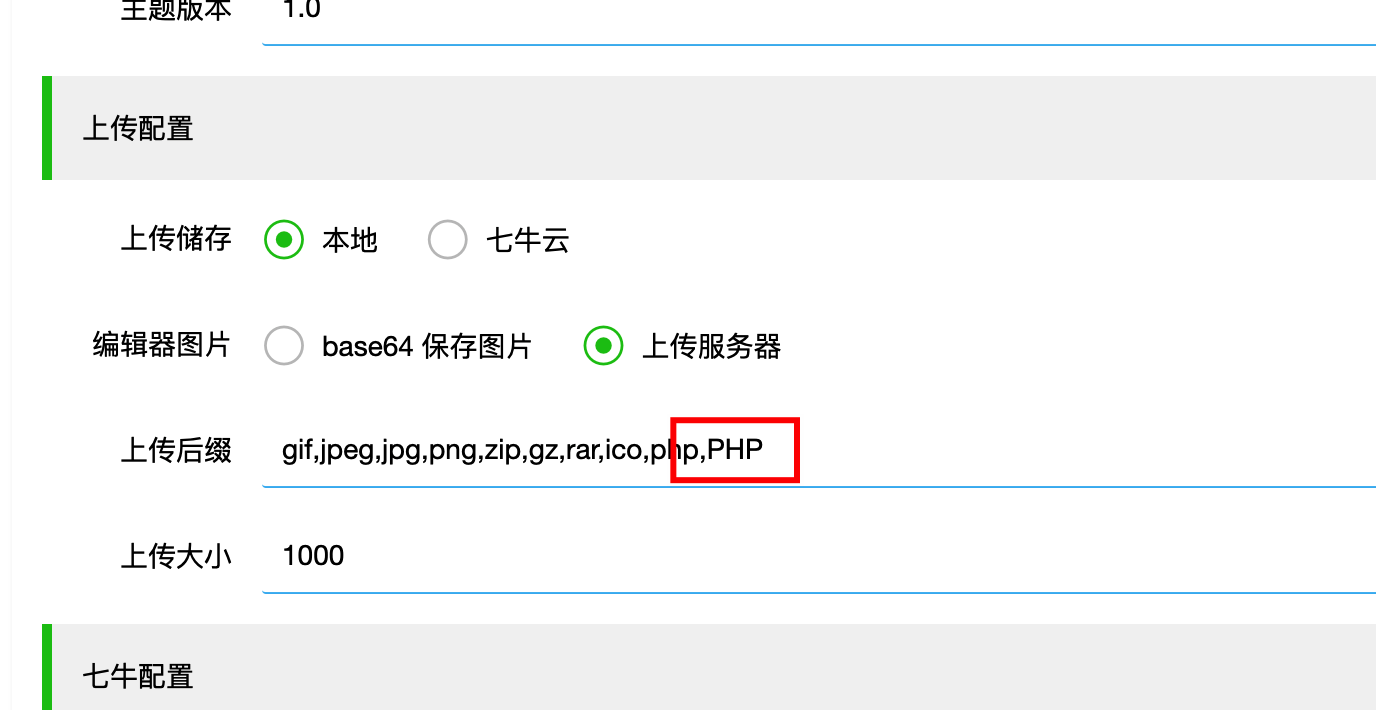 主题版本 1.0
上传配置
上传储存 本地 七牛云
编辑器图片 base64 保存图片 上传服务器
上传后缀 gif,jpeg,jpg,png,zip,gz,rar,ico,php,PHP
上传大小 1000
七牛配置